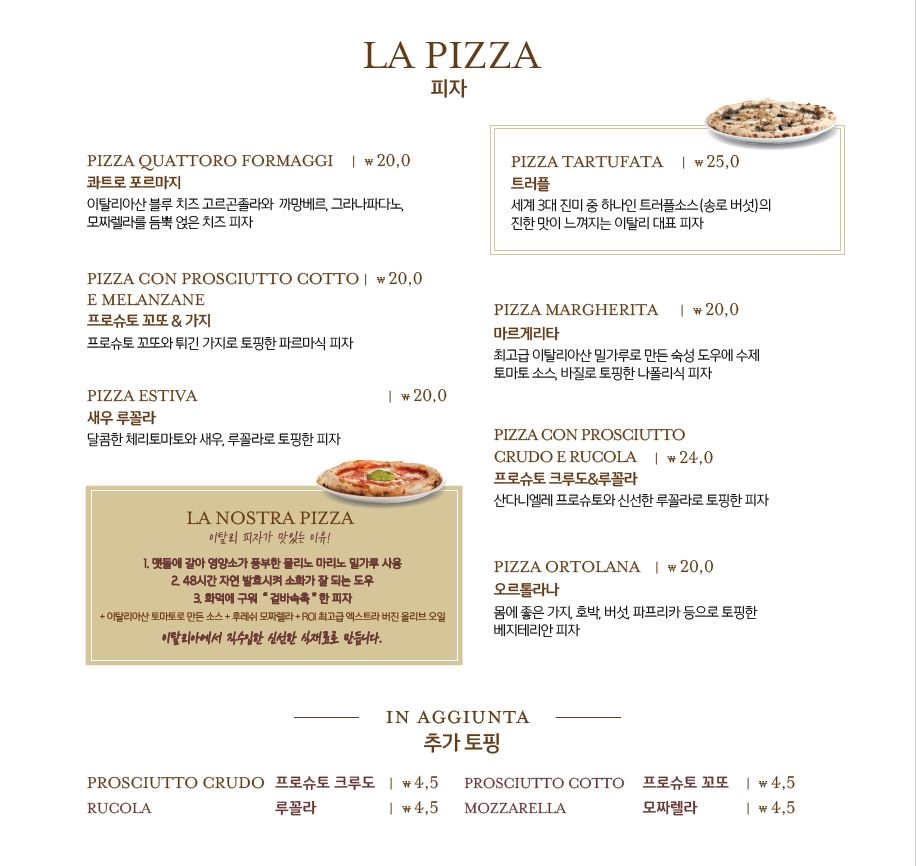 LA PIZZA
피자
PIZZA QUATTORO FORMAGGI | ₩ 20,0
콰트로 포르마지
이탈리아산 블루 치즈 고르곤졸라와 까망베르, 그라나파다노,
모짜렐라를 듬뿍 얹은 치즈 피자
PIZZA CON PROSCIUTTO COTTO | ₩ 20,0
E MELANZANE
프로슈토 꼬또 & 가지
프로슈토 꼬또와 튀긴 가지로 토핑한 파르마식 피자
PIZZA ESTIVA | ₩ 20,0
새우 루꼴라
달콤한 체리토마토와 새우, 루꼴라로 토핑한 피자
LA NOSTRA PIZZA
이탈리 피자가 맛있는 이유!
1. 맷돌에 갈아 영양소가 풍부한 물리노 마리노 밀가루 사용
2. 48시간 자연 발효시켜 소화가 잘 되는 도우
3. 화덕에 구워 "겉바속촉"한 피자
+ 이탈리아산 토마토로 만든 소스 + 후레쉬 모짜렐라 + ROI 최고급 엑스트라 버진 올리브 오일
이탈리아에서 직수입한 신선한 식재료로 만듭니다.
PIZZA TARTUFATA | ₩ 25,0
트러플
세계 3대 진미 중 하나인 트러플소스(송로 버섯)의
진한 맛이 느껴지는 이탈리 대표 피자
PIZZA MARGHERITA | ₩ 20,0
마르게리타
최고급 이탈리아산 밀가루로 만든 숙성 도우에 수제
토마토 소스, 바질로 토핑한 나폴리식 피자
PIZZA CON PROSCIUTTO
CRUDO E RUCOLA | ₩ 24,0
프로슈토 크루도&루꼴라
산다니엘레 프로슈토와 신선한 루꼴라로 토핑한 피자
PIZZA ORTOLANA | ₩ 20,0
오르톨라나
몸에 좋은 가지, 호박, 버섯, 파프리카 등으로 토핑한
베지테리안 피자
IN AGGIUNTA
추가 토핑
PROSCIUTTO CRUDO 프로슈토 크루도 | ₩ 4,5 PROSCIUTTO COTTO 프로슈토 꼬또 | ₩ 4,5
RUCOLA 루꼴라 | ₩ 4,5 MOZZARELLA 모짜렐라 | ₩ 4,5